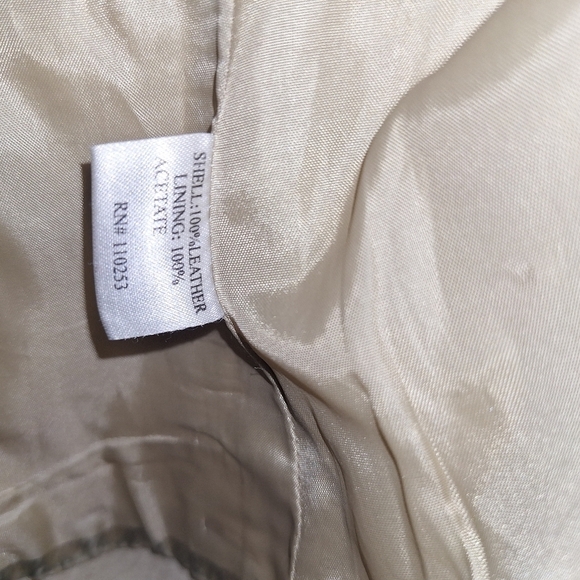 SHELL:100%LEATHER
LINING: 100%
ACETATE
RN# 110253